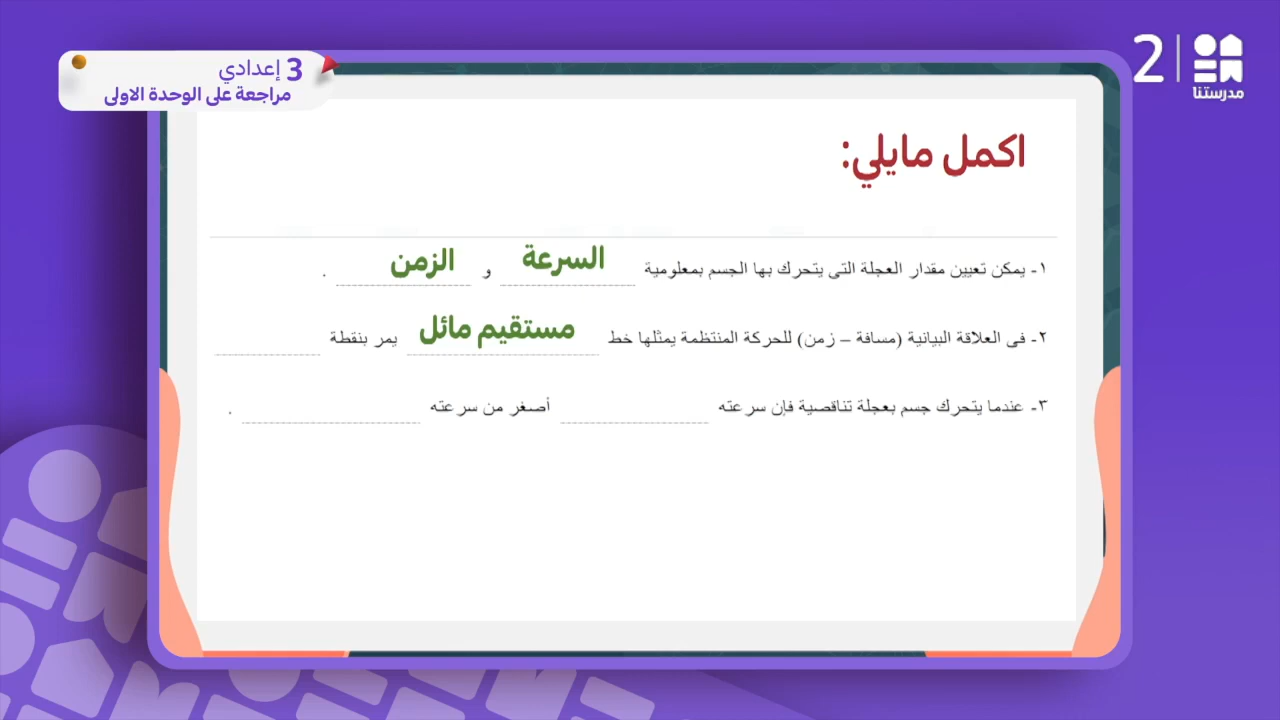 3 إعدادي
مراجعة على الوحدة الاولى
2
مدرستنا
اكمل مايلي:
١- يمكن تعيين مقدار العجلة التى يتحرك بها الجسم بمعلومية السرعة و الزمن .
٢- فى العلاقة البيانية (مسافة – زمن) للحركة المنتظمة يمثلها خط مستقيم مائل يمر بنقطة
٣- عندما يتحرك جسم بعجلة تناقصية فإن سرعته أصغر من سرعته .